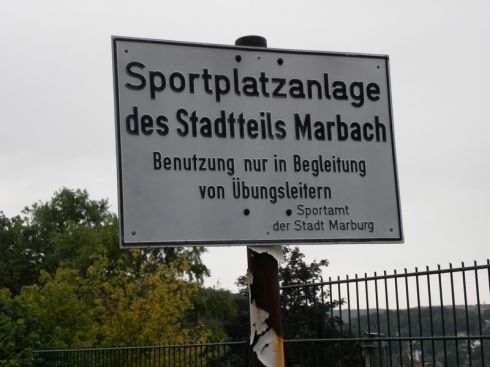 Sportplatzanlage
des Stadtteils Marbach
Benutzung nur in Begleitung
von Übungsleitern
Sportamt
der Stadt Marburg